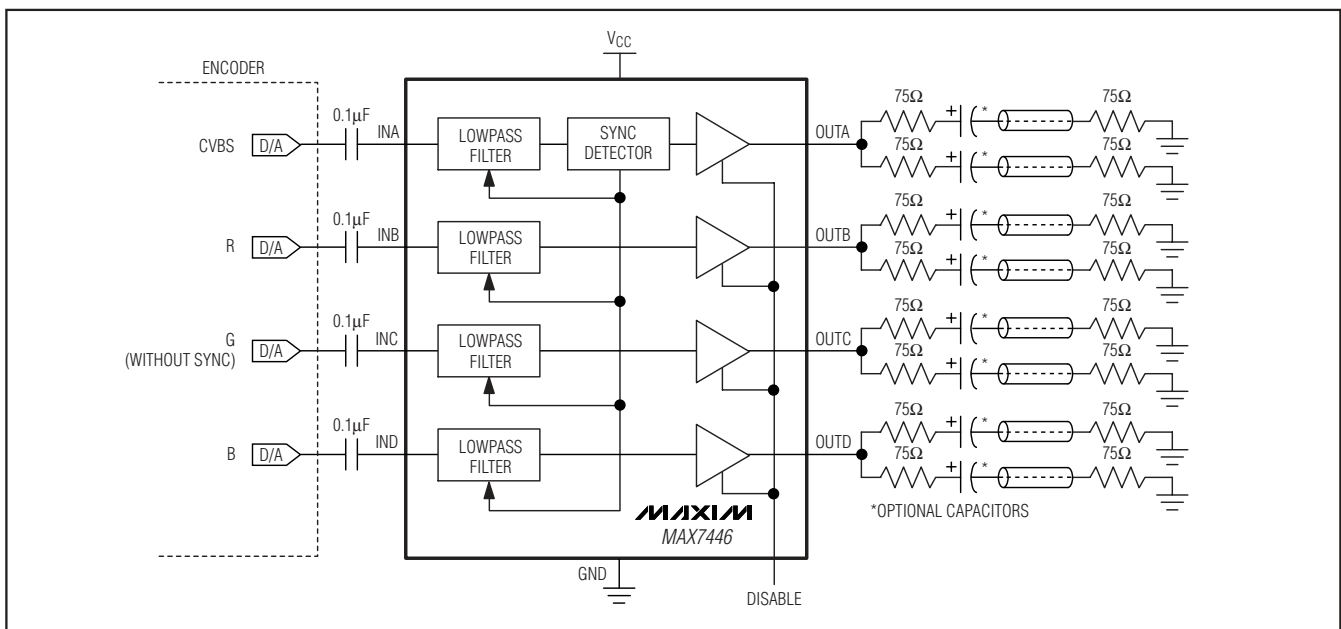 V_CC
ENCODER
75Ω 75Ω
0.1μF
+ *
INA
LOWPASS FILTER
SYNC DETECTOR
OUTA
CVBS D/A
75Ω 75Ω
+ *
0.1μF
75Ω 75Ω
+ *
R D/A
INB
LOWPASS FILTER
OUTB
75Ω 75Ω
+ *
0.1μF
75Ω 75Ω
+ *
G
(WITHOUT SYNC)
D/A
INC
LOWPASS FILTER
OUTC
75Ω 75Ω
+ *
0.1μF
75Ω 75Ω
+ *
B D/A
IND
LOWPASS FILTER
OUTD
75Ω 75Ω
+ *
MAXIM
MAX7446
*OPTIONAL CAPACITORS
GND
DISABLE